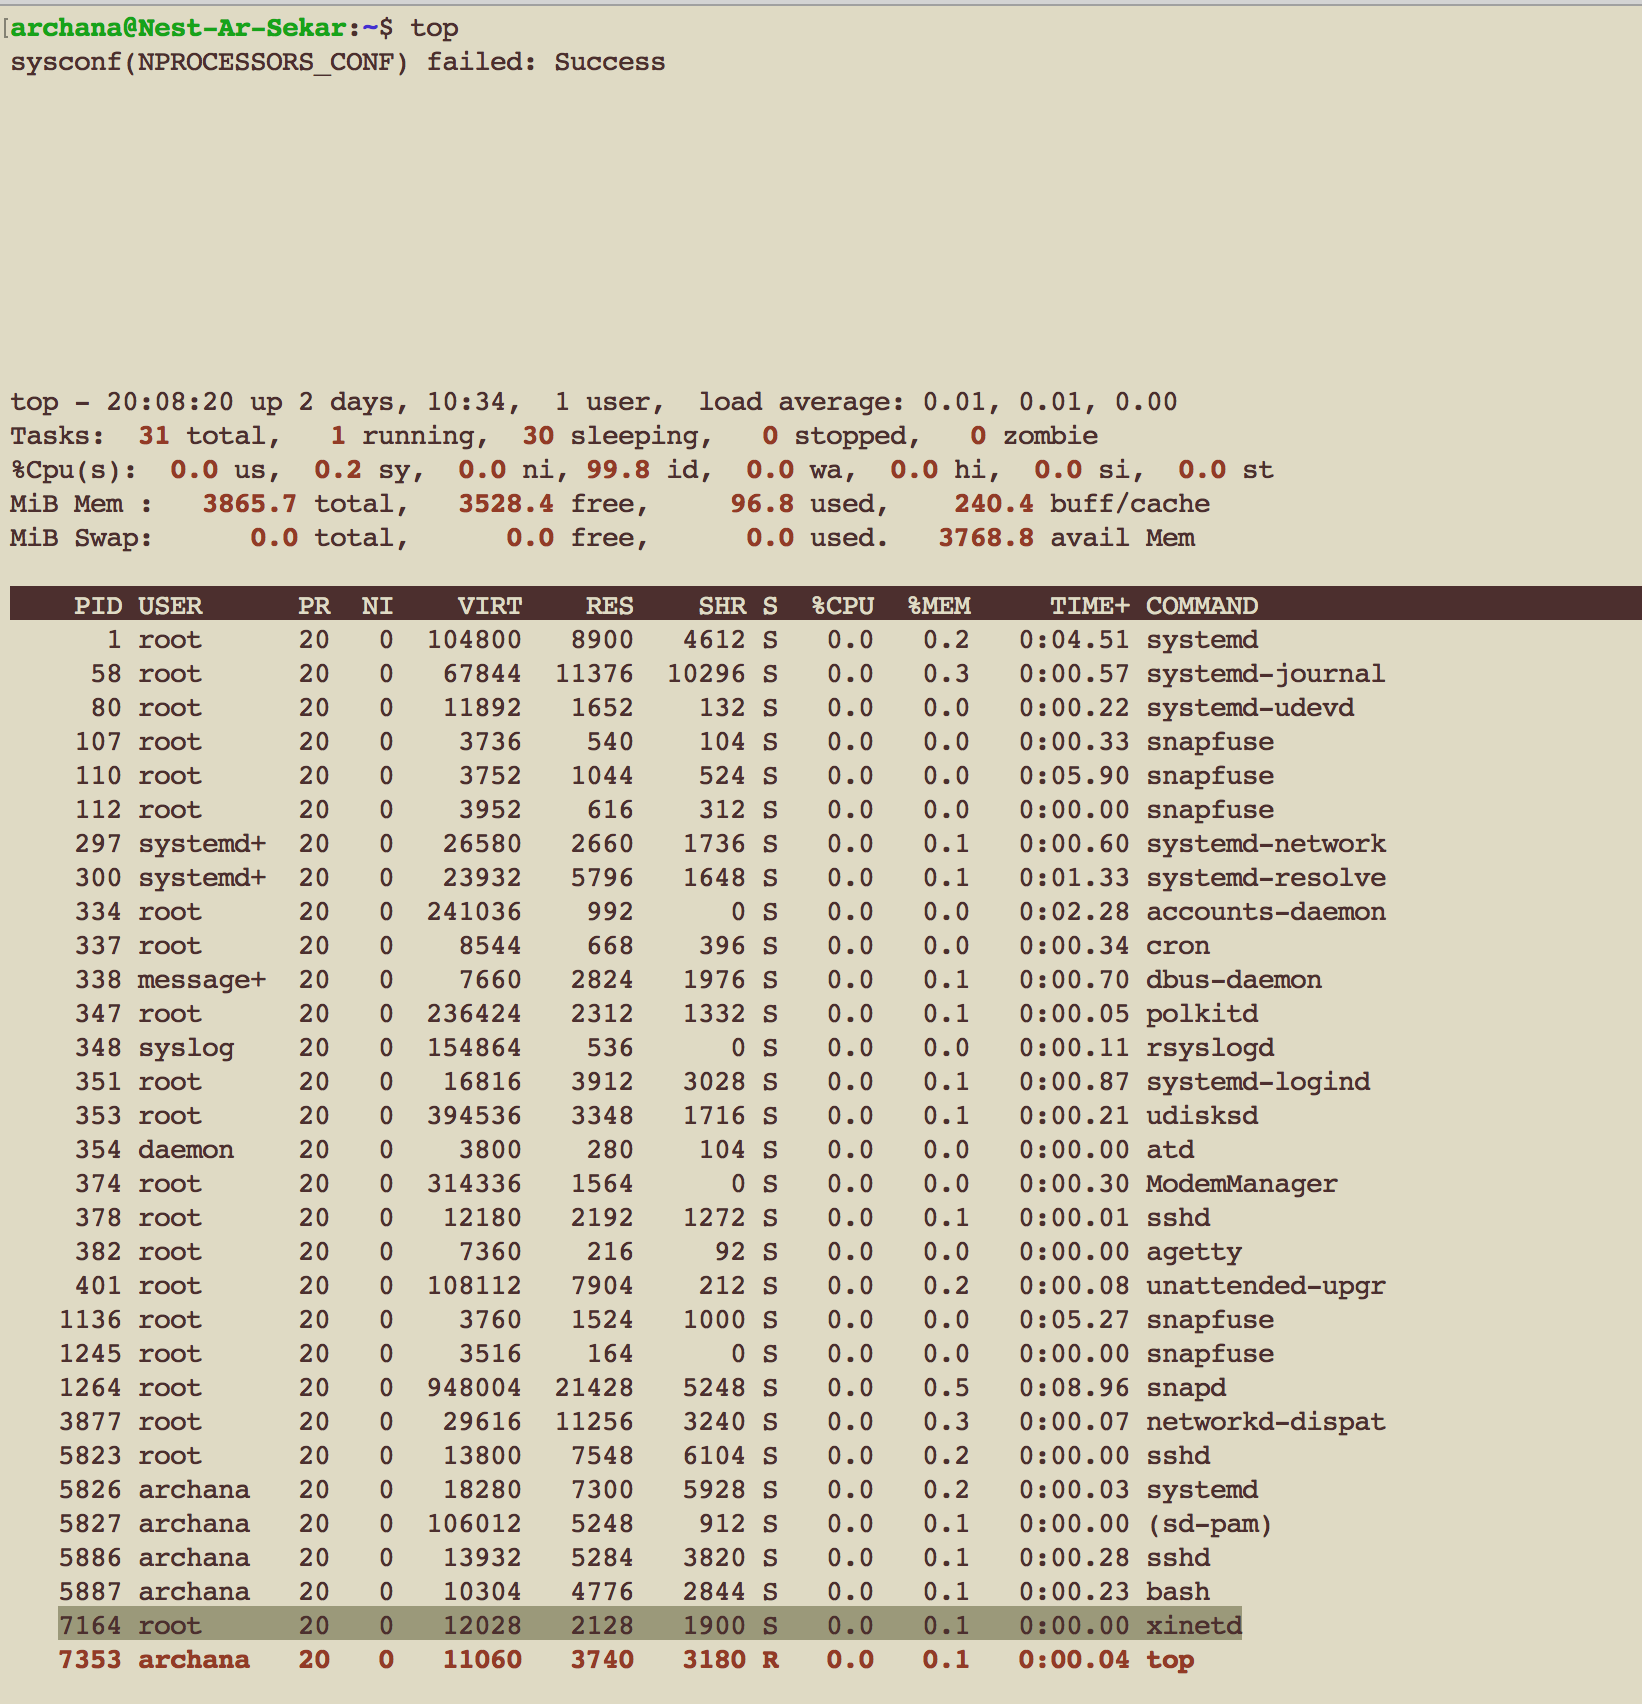 [archana@Nest-Ar-Sekar:~$ top
sysconf(NPROCESSORS_CONF) failed: Success
top - 20:08:20 up 2 days, 10:34,  1 user,  load average: 0.01, 0.01, 0.00
Tasks:  31 total,   1 running,  30 sleeping,   0 stopped,   0 zombie
%Cpu(s):  0.0 us,  0.2 sy,  0.0 ni, 99.8 id,  0.0 wa,  0.0 hi,  0.0 si,  0.0 st
MiB Mem :   3865.7 total,   3528.4 free,     96.8 used,    240.4 buff/cache
MiB Swap:      0.0 total,      0.0 free,      0.0 used.   3768.8 avail Mem
PID USER      PR  NI    VIRT    RES    SHR S  %CPU  %MEM     TIME+ COMMAND
1 root      20   0  104800   8900   4612 S   0.0   0.2   0:04.51 systemd
58 root      20   0   67844  11376  10296 S   0.0   0.3   0:00.57 systemd-journal
80 root      20   0   11892   1652    132 S   0.0   0.0   0:00.22 systemd-udevd
107 root      20   0    3736    540    104 S   0.0   0.0   0:00.33 snapfuse
110 root      20   0    3752   1044    524 S   0.0   0.0   0:05.90 snapfuse
112 root      20   0    3952    616    312 S   0.0   0.0   0:00.00 snapfuse
297 systemd+  20   0   26580   2660   1736 S   0.0   0.1   0:00.60 systemd-network
300 systemd+  20   0   23932   5796   1648 S   0.0   0.1   0:01.33 systemd-resolve
334 root      20   0  241036    992      0 S   0.0   0.0   0:02.28 accounts-daemon
337 root      20   0    8544    668    396 S   0.0   0.0   0:00.34 cron
338 message+  20   0    7660   2824   1976 S   0.0   0.1   0:00.70 dbus-daemon
347 root      20   0  236424   2312   1332 S   0.0   0.1   0:00.05 polkitd
348 syslog    20   0  154864    536      0 S   0.0   0.0   0:00.11 rsyslogd
351 root      20   0   16816   3912   3028 S   0.0   0.1   0:00.87 systemd-logind
353 root      20   0  394536   3348   1716 S   0.0   0.1   0:00.21 udisksd
354 daemon    20   0    3800    280    104 S   0.0   0.0   0:00.00 atd
374 root      20   0  314336   1564      0 S   0.0   0.0   0:00.30 ModemManager
378 root      20   0   12180   2192   1272 S   0.0   0.1   0:00.01 sshd
382 root      20   0    7360    216     92 S   0.0   0.0   0:00.00 agetty
401 root      20   0  108112   7904    212 S   0.0   0.2   0:00.08 unattended-upgr
1136 root      20   0    3760   1524   1000 S   0.0   0.0   0:05.27 snapfuse
1245 root      20   0    3516    164      0 S   0.0   0.0   0:00.00 snapfuse
1264 root      20   0  948004  21428   5248 S   0.0   0.5   0:08.96 snapd
3877 root      20   0   29616  11256   3240 S   0.0   0.3   0:00.07 networkd-dispat
5823 root      20   0   13800   7548   6104 S   0.0   0.2   0:00.00 sshd
5826 archana   20   0   18280   7300   5928 S   0.0   0.2   0:00.03 systemd
5827 archana   20   0  106012   5248    912 S   0.0   0.1   0:00.00 (sd-pam)
5886 archana   20   0   13932   5284   3820 S   0.0   0.1   0:00.28 sshd
5887 archana   20   0   10304   4776   2844 S   0.0   0.1   0:00.23 bash
7164 root      20   0   12028   2128   1900 S   0.0   0.1   0:00.00 xinetd
7353 archana   20   0   11060   3740   3180 R   0.0   0.1   0:00.04 top